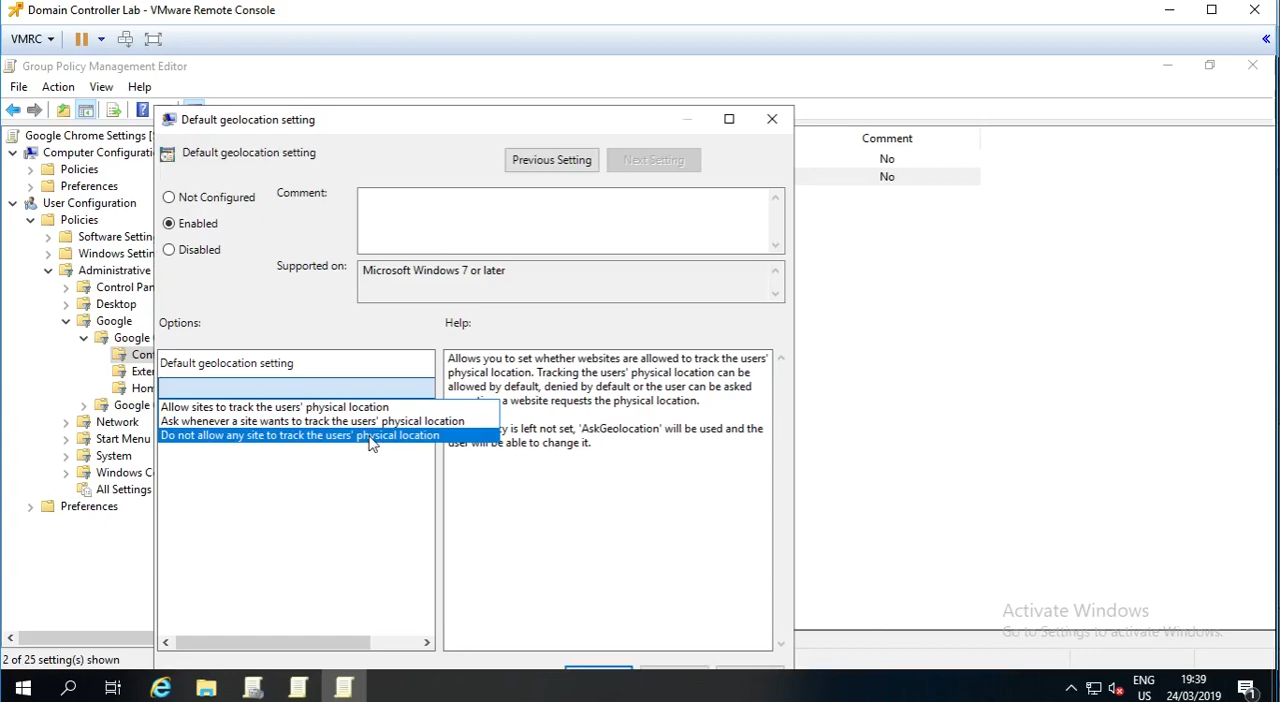 Domain Controller Lab - VMware Remote Console
VMRC
Group Policy Management Editor
File Action View Help
Default geolocation setting
Google Chrome Settings [
Computer Configuratio
Policies
Preferences
User Configuration
Policies
Software Settin
Windows Settin
Administrative
Control Pan
Desktop
Google
Google
Cont
Exter
Hom
Google
Network
Start Menu
System
Windows C
All Settings
Preferences
Default geolocation setting
Previous Setting
Next Setting
Not Configured
Enabled
Disabled
Comment:
Supported on:
Microsoft Windows 7 or later
Options:
Help:
Default geolocation setting
Allow sites to track the users' physical location
Ask whenever a site wants to track the users' physical location
Do not allow any site to track the users' physical location
Allows you to set whether websites are allowed to track the users'
physical location. Tracking the users' physical location can be
allowed by default, denied by default or the user can be asked
a website requests the physical location.
y is left not set, 'AskGeolocation' will be used and the
user will be able to change it.
Comment
No
No
Activate Windows
Go to Settings to activate Windows.
2 of 25 setting(s) shown
ENG
US
19:39
24/03/2019
1